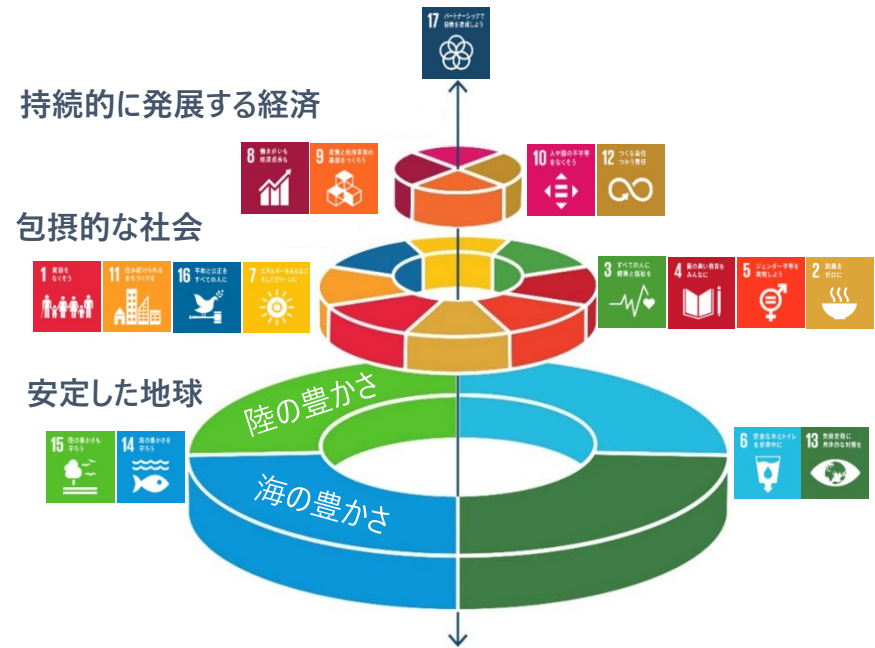 17 パートナーシップで
目標を達成しよう
持続的に発展する経済
8 働きがいも
経済成長も
9 産業と技術革新の
基盤をつくろう
10 人や国の不平等
をなくそう
12 つくる責任
つかう責任
包摂的な社会
1 貧困を
なくそう
11 住み続けられる
まちづくりを
16 平和と公正を
すべての人に
7 エネルギーをみんなに
そしてクリーンに
3 すべての人に
健康と福祉を
4 質の高い教育を
みんなに
5 ジェンダー平等を
実現しよう
2 飢餓を
ゼロに
安定した地球
陸の豊かさ
15 陸の豊かさも
守ろう
14 海の豊かさを
守ろう
海の豊かさ
6 安全な水とトイレ
を世界中に
13 気候変動に
具体的な対策を